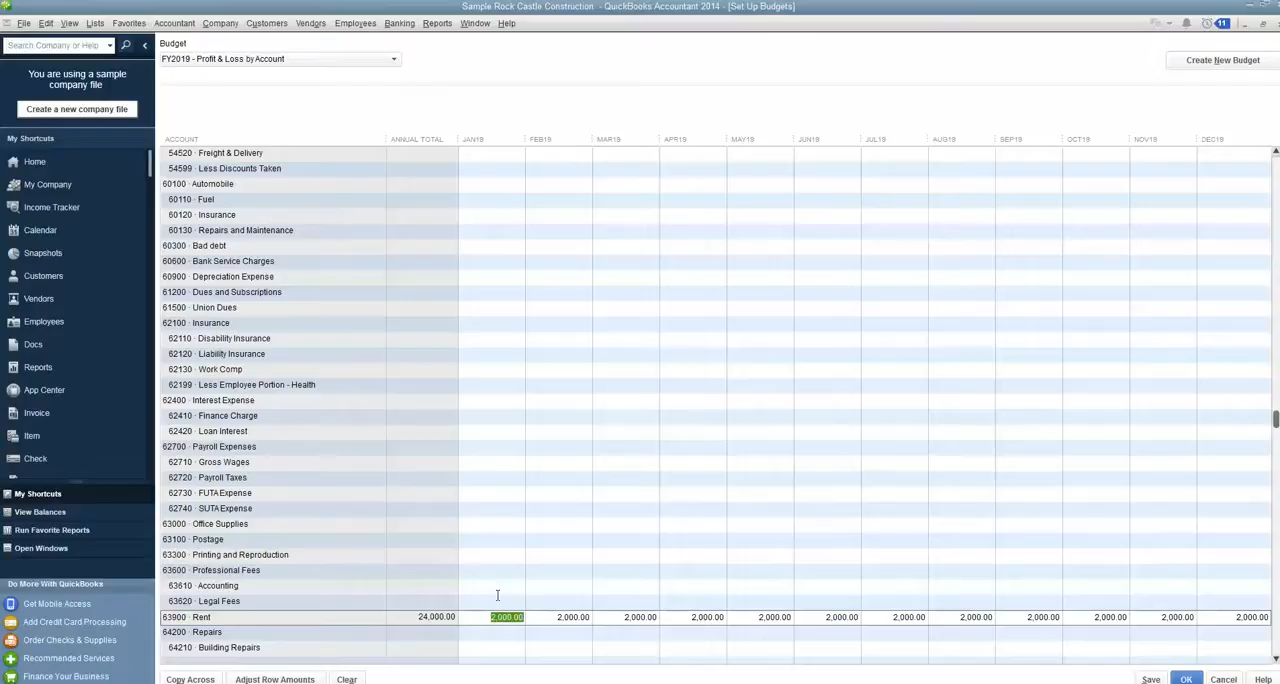 Sample Rock Castle Construction - QuickBooks Accountant 2014 - [Set Up Budgets]
File Edit View Lists Favorites Accountant Company Customers Vendors Employees Banking Reports Window Help 11
Search Company or Help
Budget
FY2019 - Profit & Loss by Account
Create New Budget
You are using a sample
company file
Create a new company file
My Shortcuts
Home
My Company
Income Tracker
Calendar
Snapshots
Customers
Vendors
Employees
Docs
Reports
App Center
Invoice
Item
Check
My Shortcuts
View Balances
Run Favorite Reports
Open Windows
Do More With QuickBooks
Get Mobile Access
Add Credit Card Processing
Order Checks & Supplies
Recommended Services
Finance Your Business
ACCOUNT ANNUAL TOTAL JAN19 FEB19 MAR19 APR19 MAY19 JUN19 JUL19 AUG19 SEP19 OCT19 NOV19 DEC19
54520 · Freight & Delivery
54599 · Less Discounts Taken
60100 · Automobile
60110 · Fuel
60120 · Insurance
60130 · Repairs and Maintenance
60300 · Bad debt
60600 · Bank Service Charges
60900 · Depreciation Expense
61200 · Dues and Subscriptions
61500 · Union Dues
62100 · Insurance
62110 · Disability Insurance
62120 · Liability Insurance
62130 · Work Comp
62199 · Less Employee Portion - Health
62400 · Interest Expense
62410 · Finance Charge
62420 · Loan Interest
62700 · Payroll Expenses
62710 · Gross Wages
62720 · Payroll Taxes
62730 · FUTA Expense
62740 · SUTA Expense
63000 · Office Supplies
63100 · Postage
63300 · Printing and Reproduction
63600 · Professional Fees
63610 · Accounting
63620 · Legal Fees
63900 · Rent 24,000.00 2,000.00 2,000.00 2,000.00 2,000.00 2,000.00 2,000.00 2,000.00 2,000.00 2,000.00 2,000.00 2,000.00 2,000.00
64200 · Repairs
64210 · Building Repairs
Copy Across Adjust Row Amounts Clear Save OK Cancel Help